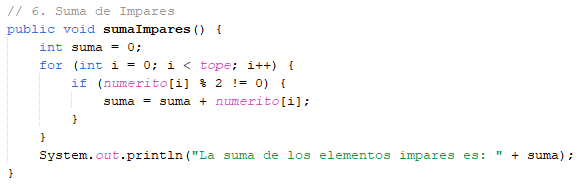 // 6. Suma de Impares
public void sumaImpares() {
    int suma = 0;
    for (int i = 0; i < tope; i++) {
        if (numerito[i] % 2 != 0) {
            suma = suma + numerito[i];
        }
    }
    System.out.println("La suma de los elementos impares es: " + suma);
}